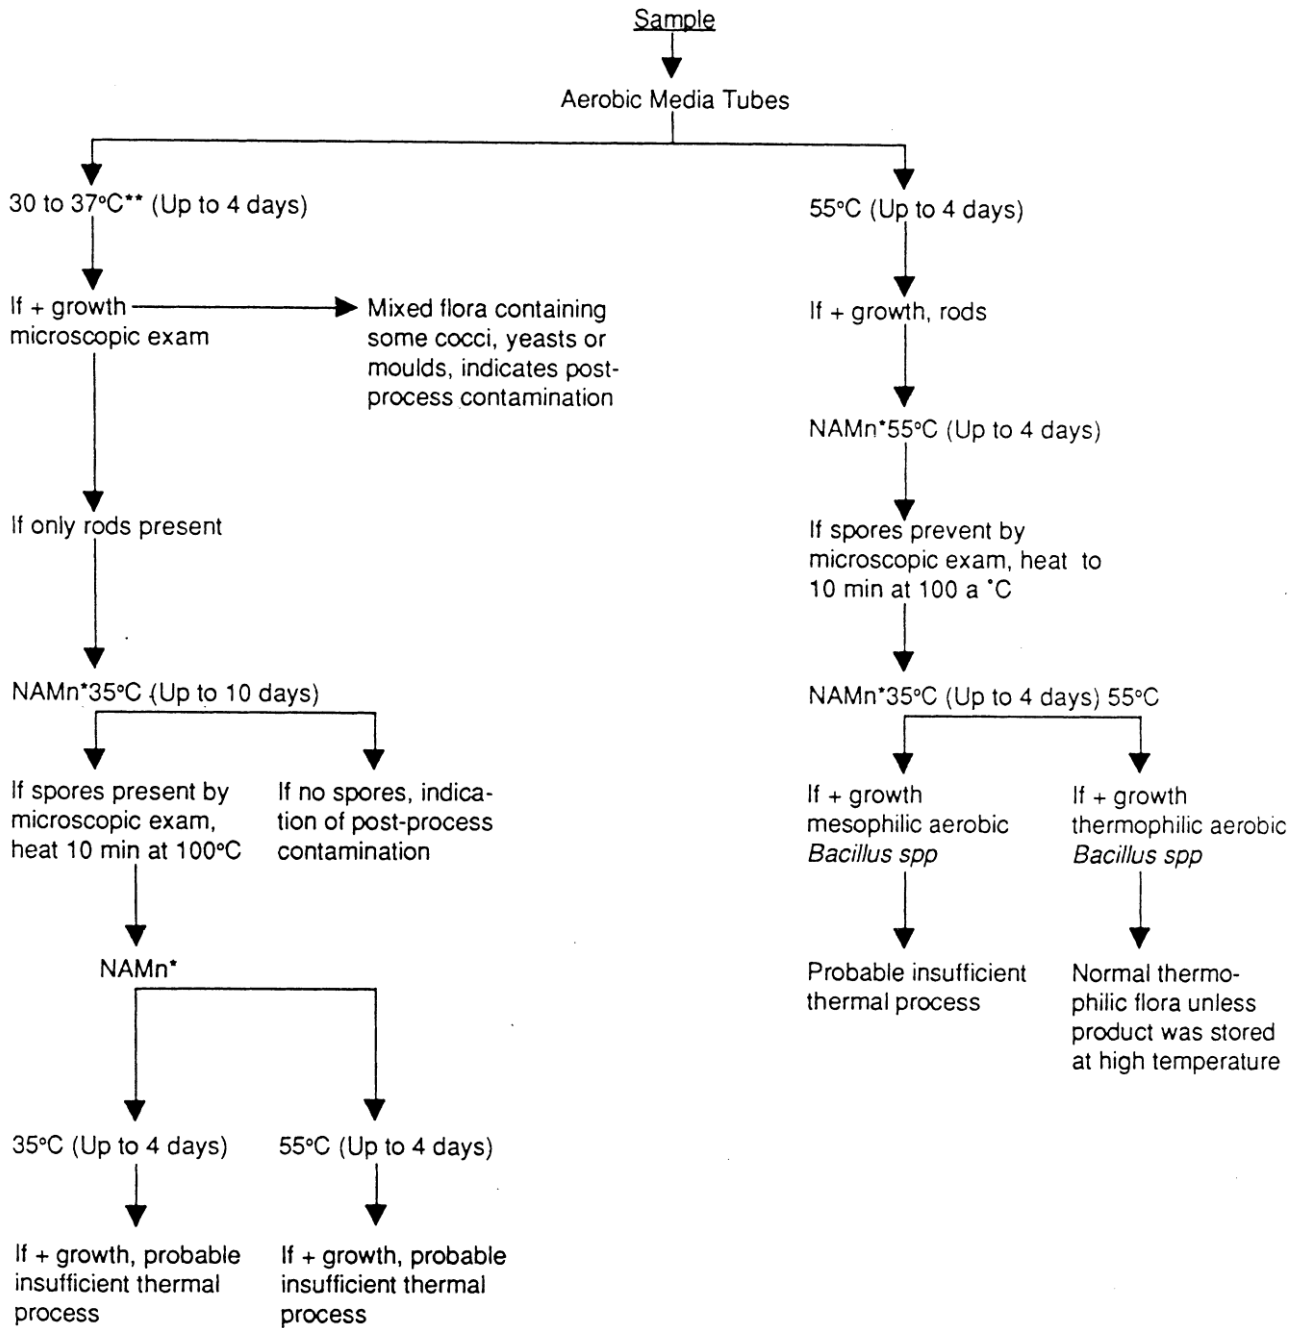 Sample
Aerobic Media Tubes
30 to 37°C** (Up to 4 days)
55°C (Up to 4 days)
If + growth
microscopic exam
Mixed flora containing
some cocci, yeasts or
moulds, indicates post-
process contamination
If + growth, rods
NAMn*55°C (Up to 4 days)
If only rods present
If spores prevent by
microscopic exam, heat to
10 min at 100 a °C
NAMn*35°C (Up to 10 days)
NAMn*35°C (Up to 4 days) 55°C
If spores present by
microscopic exam,
heat 10 min at 100°C
If no spores, indica-
tion of post-process
contamination
If + growth
mesophilic aerobic
Bacillus spp
If + growth
thermophilic aerobic
Bacillus spp
NAMn*
Probable insufficient
thermal process
Normal thermo-
philic flora unless
product was stored
at high temperature
35°C (Up to 4 days)
55°C (Up to 4 days)
If + growth, probable
insufficient thermal
process
If + growth, probable
insufficient thermal
process